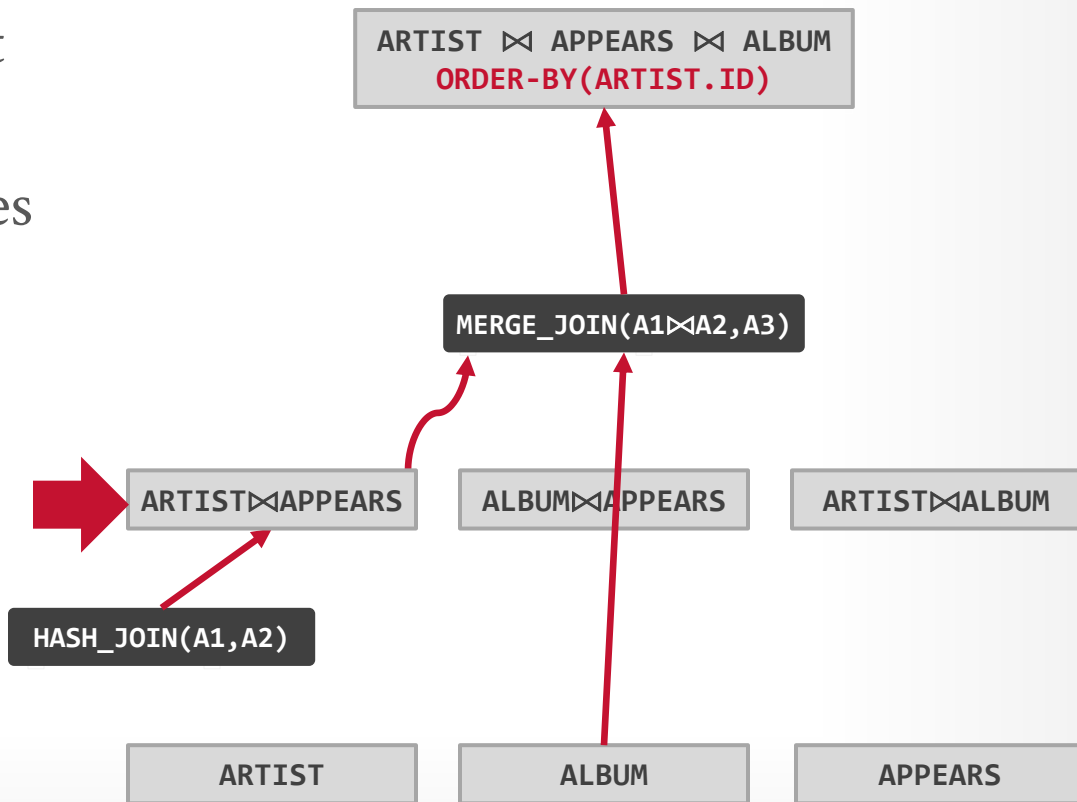 ARTIST ⋈ APPEARS ⋈ ALBUM
ORDER-BY(ARTIST.ID)
es
MERGE_JOIN(A1⋈A2,A3)
ARTIST⋈APPEARS
ALBUM⋈APPEARS
ARTIST⋈ALBUM
HASH_JOIN(A1,A2)
ARTIST
ALBUM
APPEARS